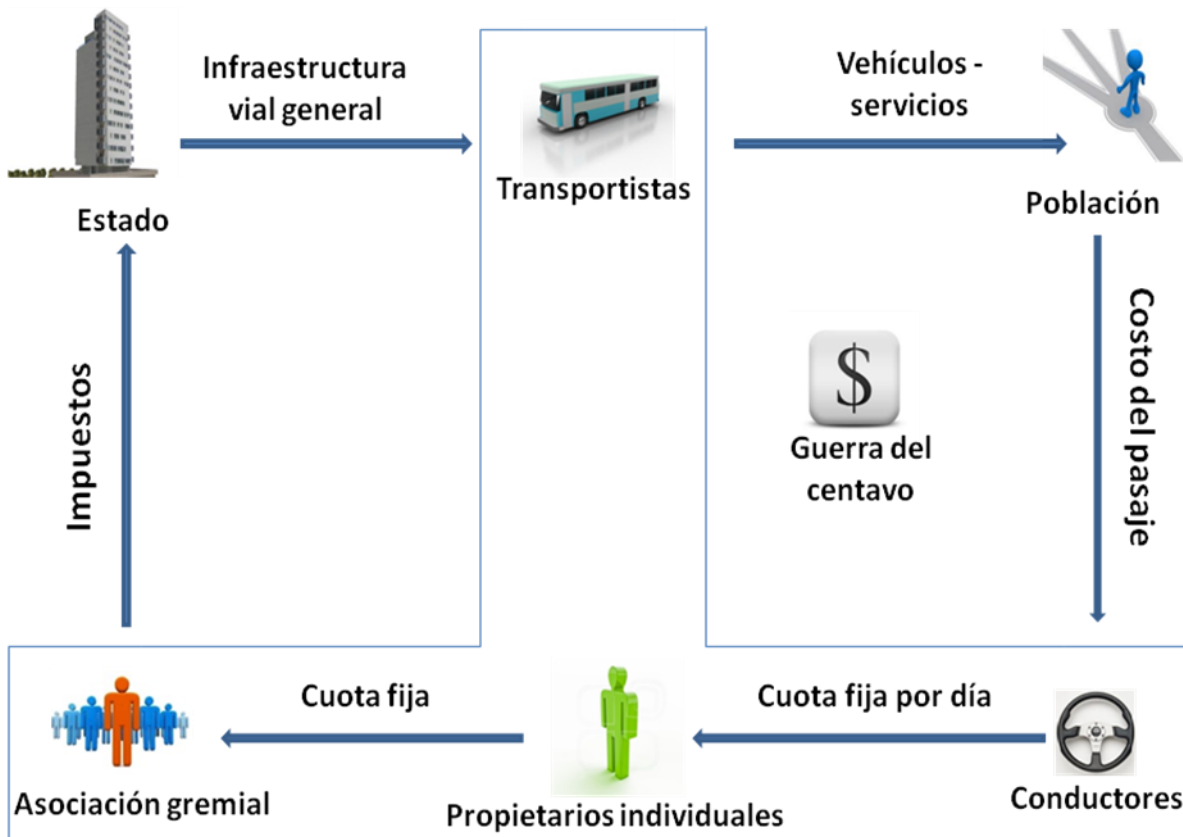 Infraestructura
vial general
Vehículos -
servicios
Transportistas
Estado
Población
Impuestos
Costo del pasaje
$
Guerra del
centavo
Cuota fija
Cuota fija por día
Asociación gremial
Propietarios individuales
Conductores